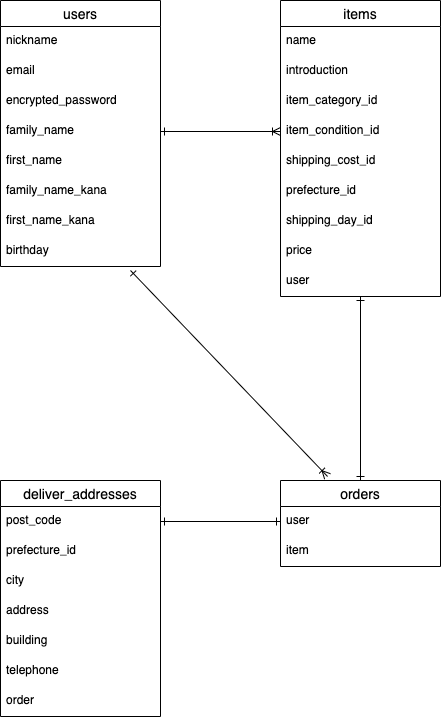 users
nickname
email
encrypted_password
family_name
first_name
family_name_kana
first_name_kana
birthday
items
name
introduction
item_category_id
item_condition_id
shipping_cost_id
prefecture_id
shipping_day_id
price
user
deliver_addresses
post_code
prefecture_id
city
address
building
telephone
order
orders
user
item